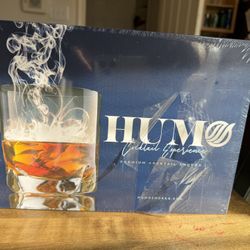 HUMO
Cocktail Experience
PREMIUM COCKTAIL SMOKER